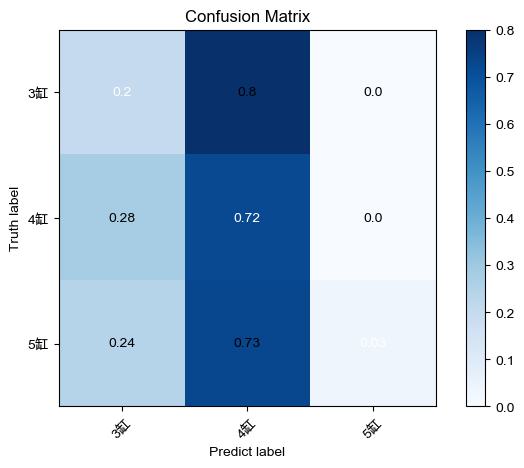 Confusion Matrix
3缸 0.2 0.8 0.0
4缸 0.28 0.72 0.0
5缸 0.24 0.73 0.03
Truth label
3缸 4缸 5缸
Predict label
0.8
0.7
0.6
0.5
0.4
0.3
0.2
0.1
0.0